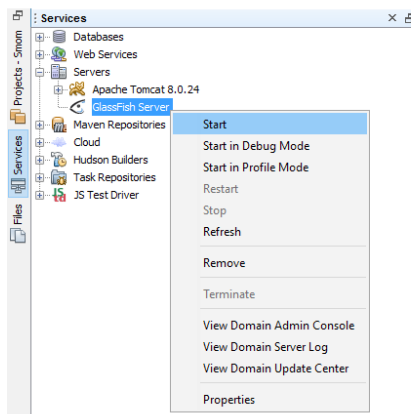 Services
Projects - Smom
Services
Files
Databases
Web Services
Servers
Apache Tomcat 8.0.24
GlassFish Server
Maven Repositories
Cloud
Hudson Builders
Task Repositories
JS Test Driver
Start
Start in Debug Mode
Start in Profile Mode
Restart
Stop
Refresh
Remove
Terminate
View Domain Admin Console
View Domain Server Log
View Domain Update Center
Properties